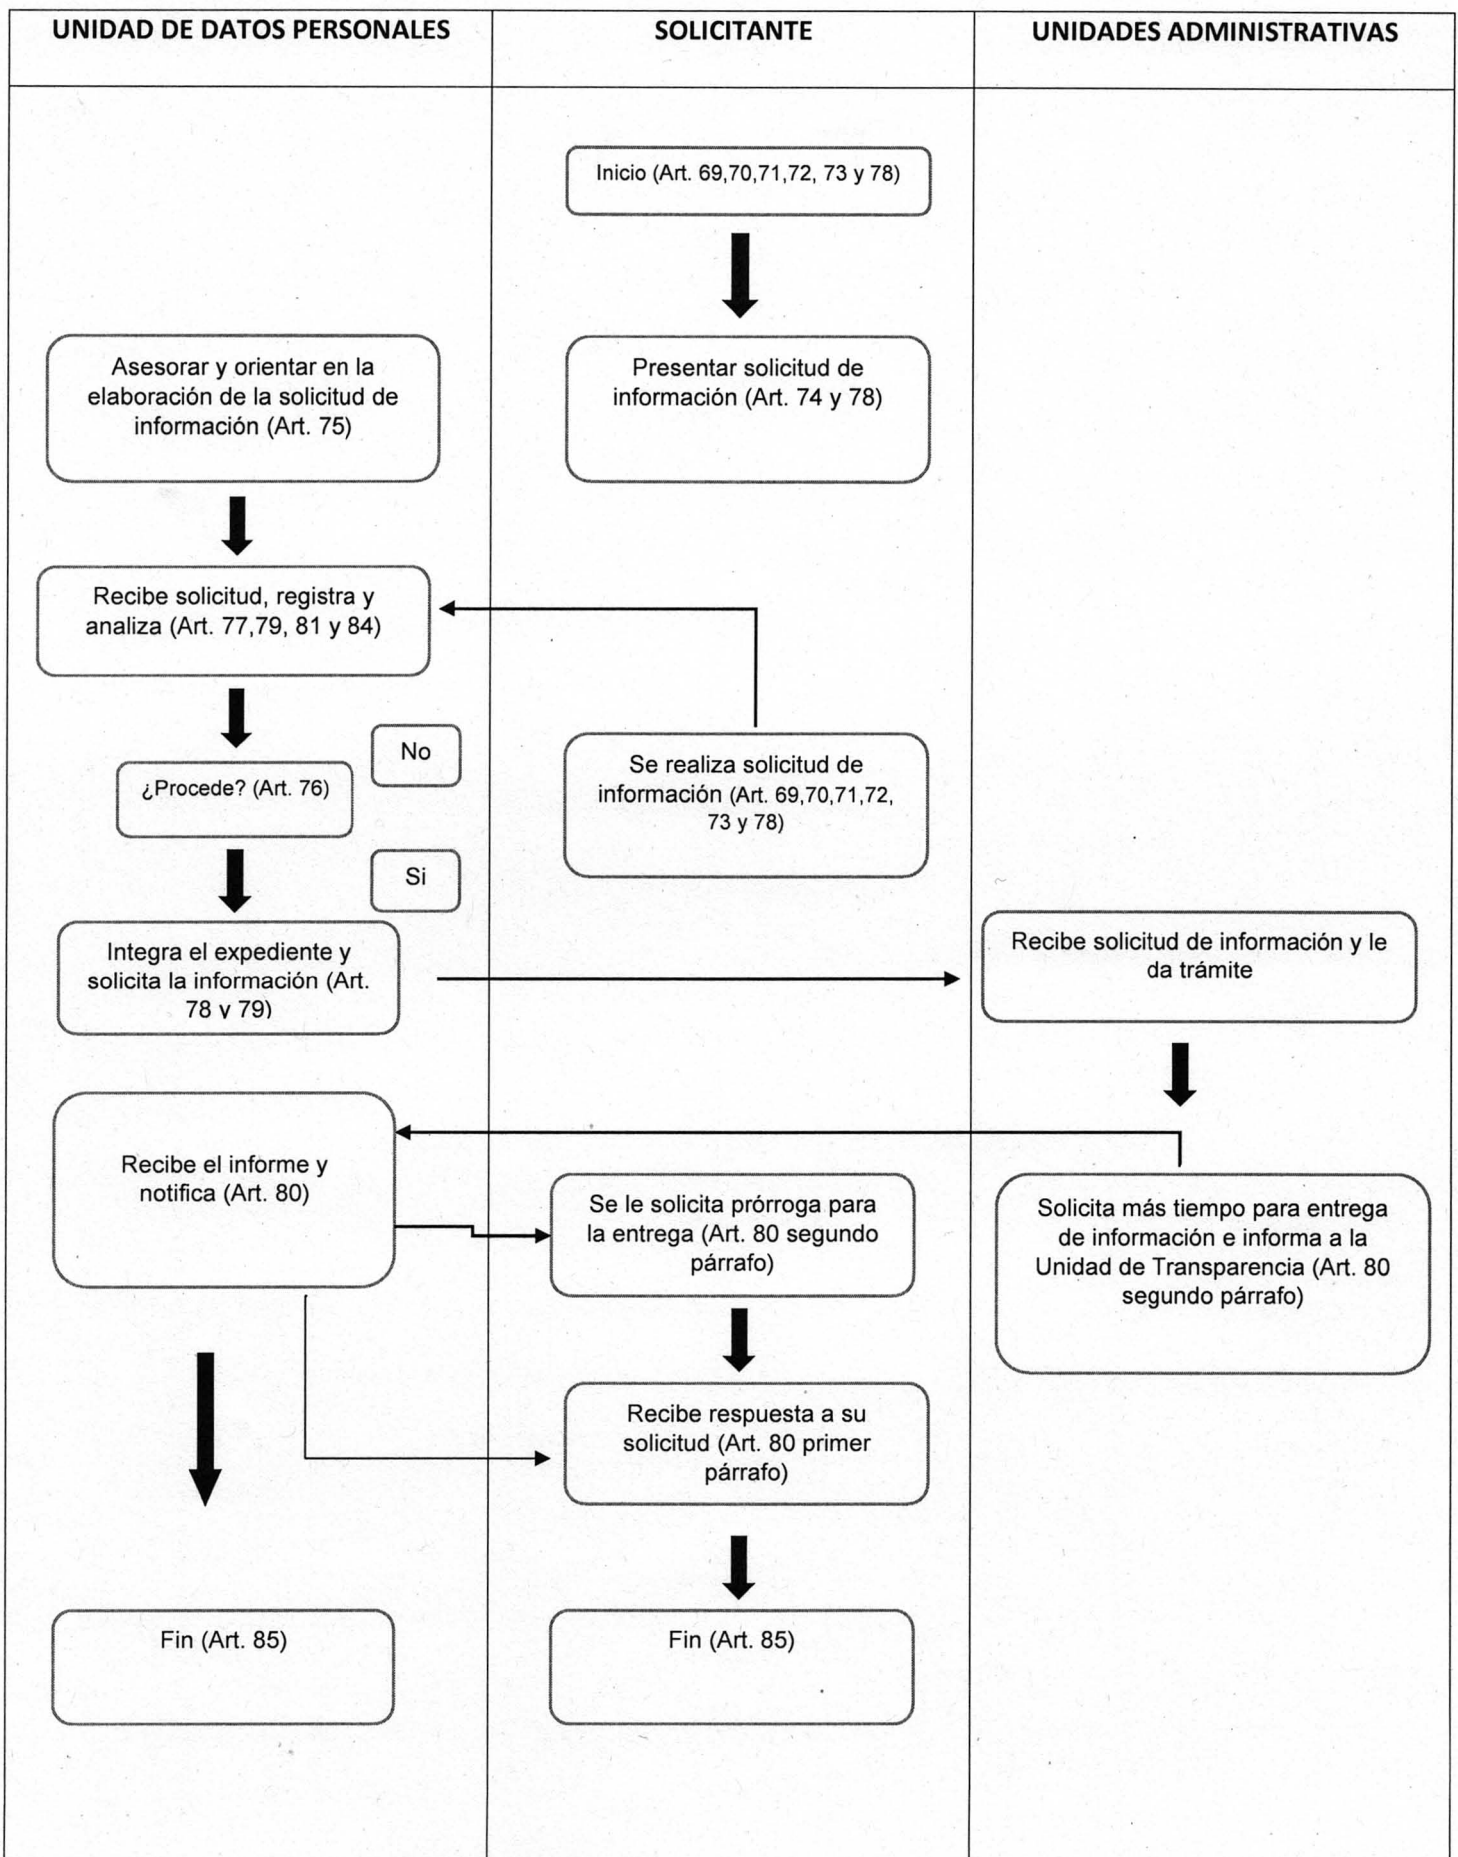 UNIDAD DE DATOS PERSONALES
SOLICITANTE
UNIDADES ADMINISTRATIVAS
Inicio (Art. 69,70,71,72, 73 y 78)
Asesorar y orientar en la
elaboración de la solicitud de
información (Art. 75)
Presentar solicitud de
información (Art. 74 y 78)
Recibe solicitud, registra y
analiza (Art. 77,79, 81 y 84)
No
¿Procede? (Art. 76)
Se realiza solicitud de
información (Art. 69,70,71,72,
73 y 78)
Si
Integra el expediente y
solicita la información (Art.
78 y 79)
Recibe solicitud de información y le
da trámite
Recibe el informe y
notifica (Art. 80)
Se le solicita prórroga para
la entrega (Art. 80 segundo
párrafo)
Solicita más tiempo para entrega
de información e informa a la
Unidad de Transparencia (Art. 80
segundo párrafo)
Recibe respuesta a su
solicitud (Art. 80 primer
párrafo)
Fin (Art. 85)
Fin (Art. 85)